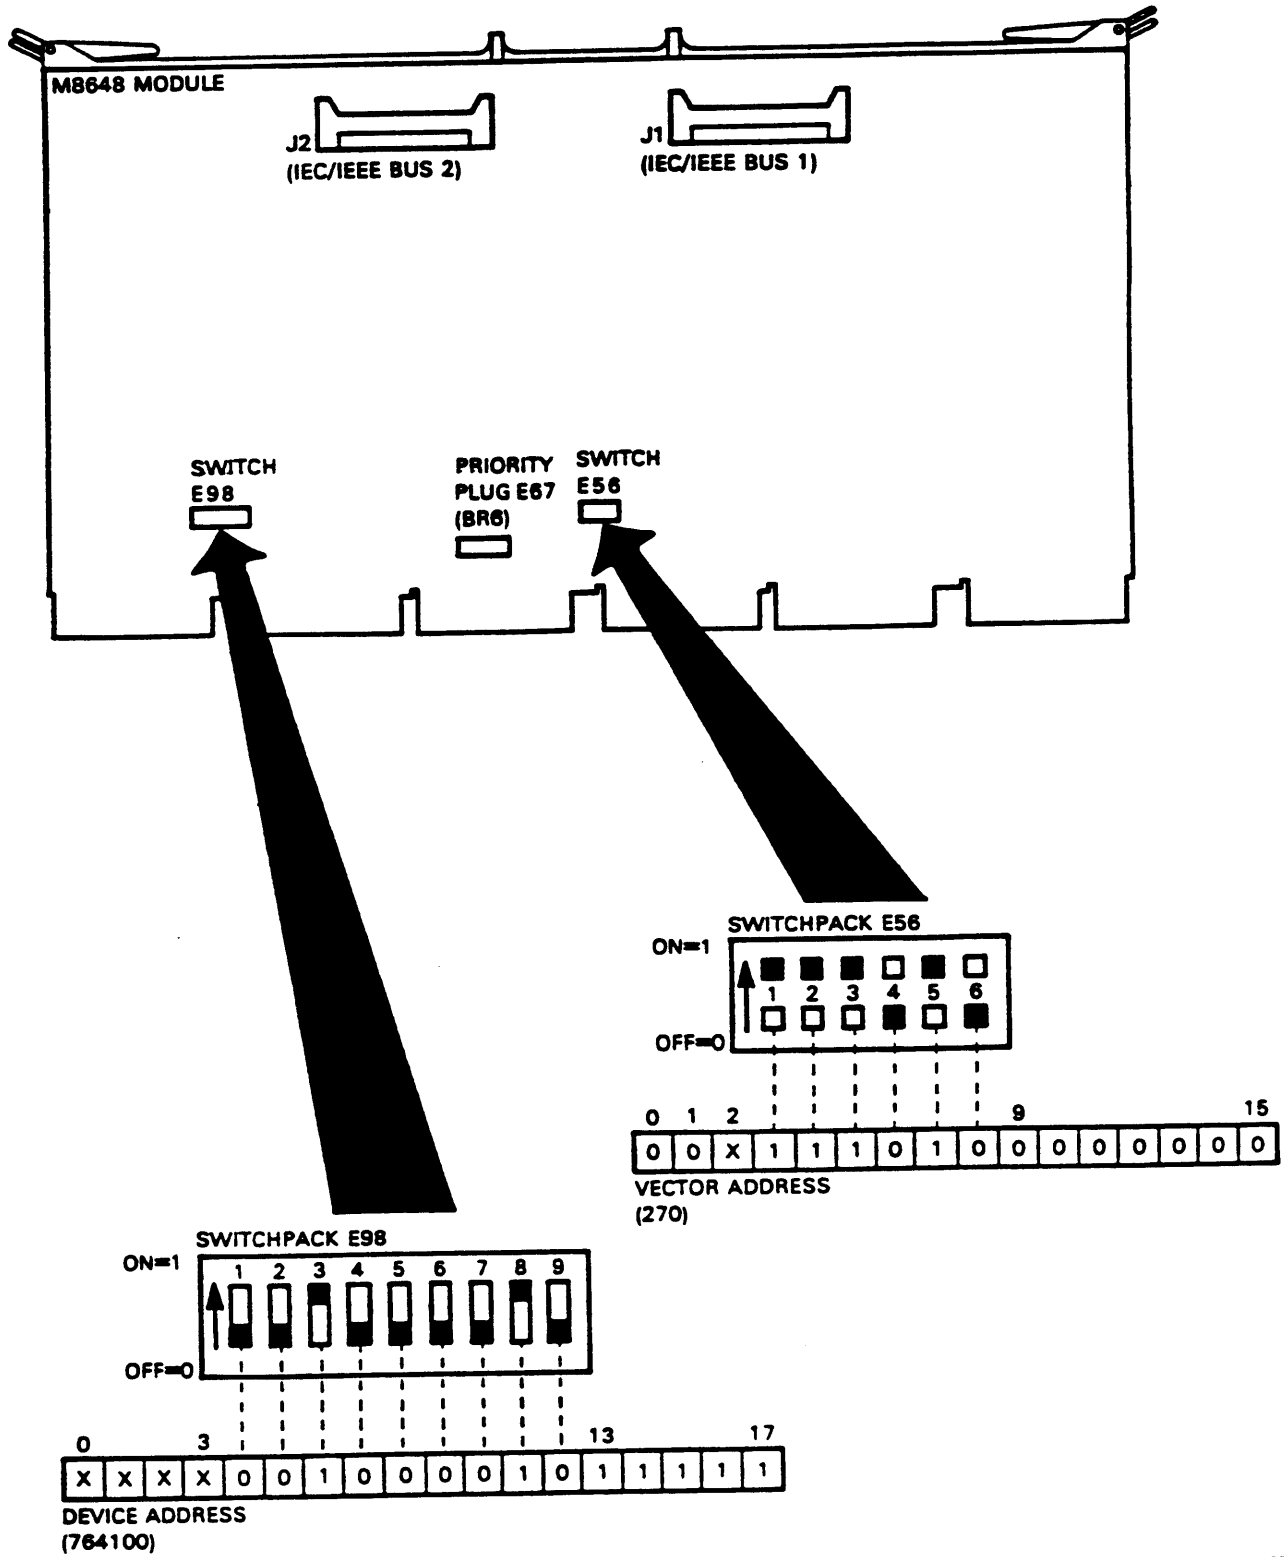 M8648 MODULE
J2
(IEC/IEEE BUS 2)
J1
(IEC/IEEE BUS 1)
SWITCH
E98
PRIORITY
PLUG E67
(BR6)
SWITCH
E56
SWITCHPACK E56
ON=1
1 2 3 4 5 6
OFF=0
0 1 2 9 15
0 0 X 1 1 1 0 1 0 0 0 0 0 0 0 0
VECTOR ADDRESS
(270)
SWITCHPACK E98
ON=1
1 2 3 4 5 6 7 8 9
OFF=0
0 3 13 17
X X X X 0 0 1 0 0 0 0 1 0 1 1 1 1 1
DEVICE ADDRESS
(764100)